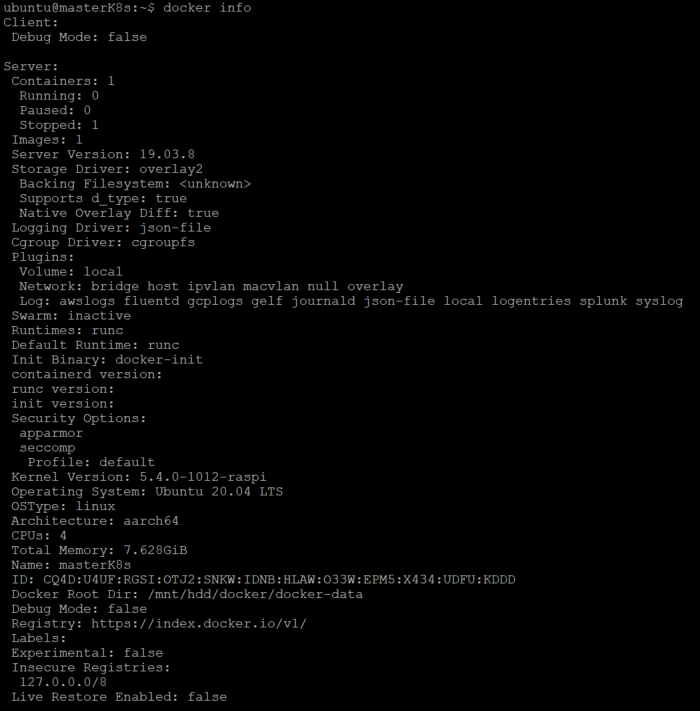 ubuntu@masterK8s:~$ docker info
Client:
 Debug Mode: false

Server:
 Containers: 1
  Running: 0
  Paused: 0
  Stopped: 1
 Images: 1
 Server Version: 19.03.8
 Storage Driver: overlay2
  Backing Filesystem: <unknown>
  Supports d_type: true
  Native Overlay Diff: true
 Logging Driver: json-file
 Cgroup Driver: cgroupfs
 Plugins:
  Volume: local
  Network: bridge host ipvlan macvlan null overlay
  Log: awslogs fluentd gcplogs gelf journald json-file local logentries splunk syslog
 Swarm: inactive
 Runtimes: runc
 Default Runtime: runc
 Init Binary: docker-init
 containerd version:
 runc version:
 init version:
 Security Options:
  apparmor
  seccomp
   Profile: default
 Kernel Version: 5.4.0-1012-raspi
 Operating System: Ubuntu 20.04 LTS
 OSType: linux
 Architecture: aarch64
 CPUs: 4
 Total Memory: 7.628GiB
 Name: masterK8s
 ID: CQ4D:U4UF:RGSI:OTJ2:SNKW:IDNB:HLAW:O33W:EPM5:X434:UDFU:KDDD
 Docker Root Dir: /mnt/hdd/docker/docker-data
 Debug Mode: false
 Registry: https://index.docker.io/v1/
 Labels:
 Experimental: false
 Insecure Registries:
  127.0.0.0/8
 Live Restore Enabled: false